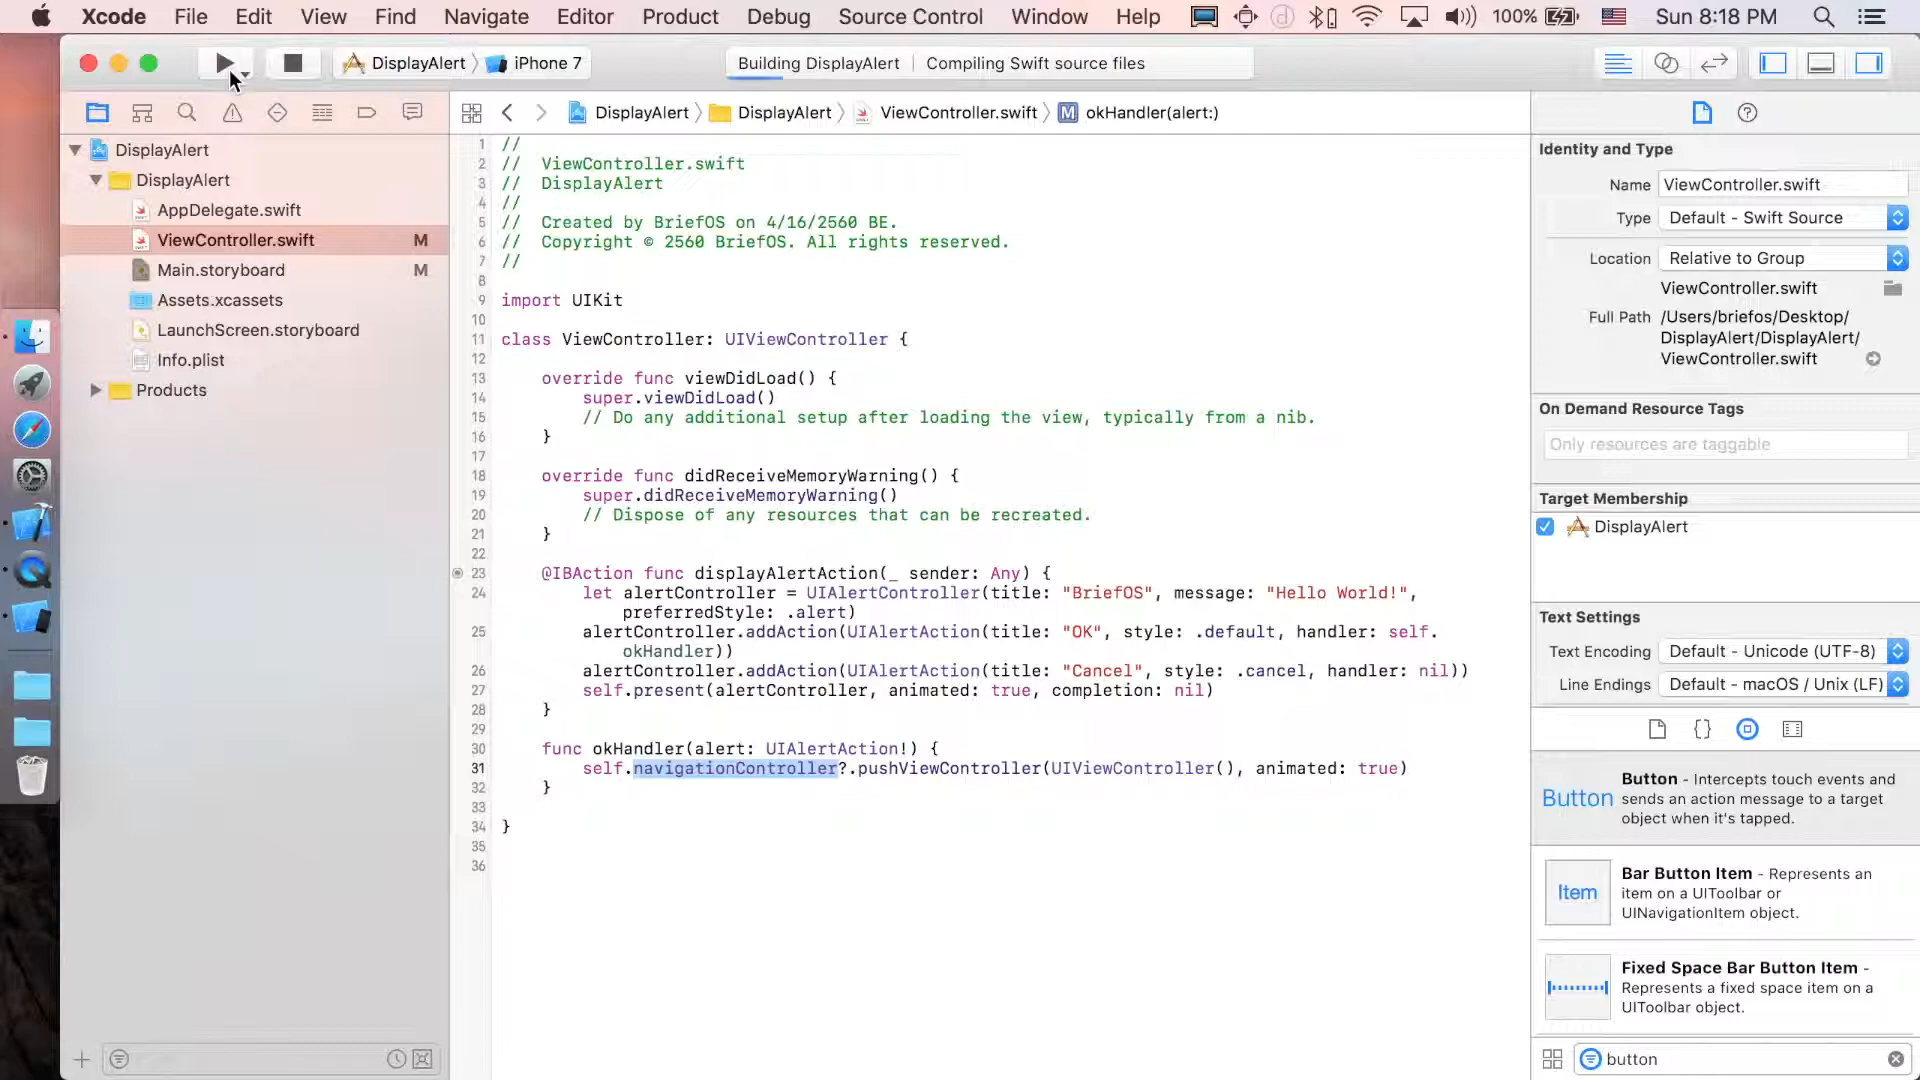 Xcode File Edit View Find Navigate Editor Product Debug Source Control Window Help 100% Sun 8:18 PM
DisplayAlert iPhone 7 Building DisplayAlert Compiling Swift source files
DisplayAlert DisplayAlert ViewController.swift M okHandler(alert:)
DisplayAlert
DisplayAlert
AppDelegate.swift
ViewController.swift M
Main.storyboard M
Assets.xcassets
LaunchScreen.storyboard
Info.plist
Products
1 //
2 // ViewController.swift
3 // DisplayAlert
4 //
5 // Created by BriefOS on 4/16/2560 BE.
6 // Copyright © 2560 BriefOS. All rights reserved.
7 //
8
9 import UIKit
10
11 class ViewController: UIViewController {
12
13 override func viewDidLoad() {
14 super.viewDidLoad()
15 // Do any additional setup after loading the view, typically from a nib.
16 }
17
18 override func didReceiveMemoryWarning() {
19 super.didReceiveMemoryWarning()
20 // Dispose of any resources that can be recreated.
21 }
22
23 @IBAction func displayAlertAction(_ sender: Any) {
24 let alertController = UIAlertController(title: "BriefOS", message: "Hello World!",
preferredStyle: .alert)
25 alertController.addAction(UIAlertAction(title: "OK", style: .default, handler: self.
okHandler))
26 alertController.addAction(UIAlertAction(title: "Cancel", style: .cancel, handler: nil))
27 self.present(alertController, animated: true, completion: nil)
28 }
29
30 func okHandler(alert: UIAlertAction!) {
31 self.navigationController?.pushViewController(UIViewController(), animated: true)
32 }
33
34 }
35
36
Identity and Type
Name ViewController.swift
Type Default - Swift Source
Location Relative to Group
ViewController.swift
Full Path /Users/briefos/Desktop/
DisplayAlert/DisplayAlert/
ViewController.swift
On Demand Resource Tags
Only resources are taggable
Target Membership
DisplayAlert
Text Settings
Text Encoding Default - Unicode (UTF-8)
Line Endings Default - macOS / Unix (LF)
Button
Button - Intercepts touch events and
sends an action message to a target
object when it's tapped.
Item
Bar Button Item - Represents an
item on a UIToolbar or
UINavigationItem object.
Fixed Space Bar Button Item -
Represents a fixed space item on a
UIToolbar object.
button